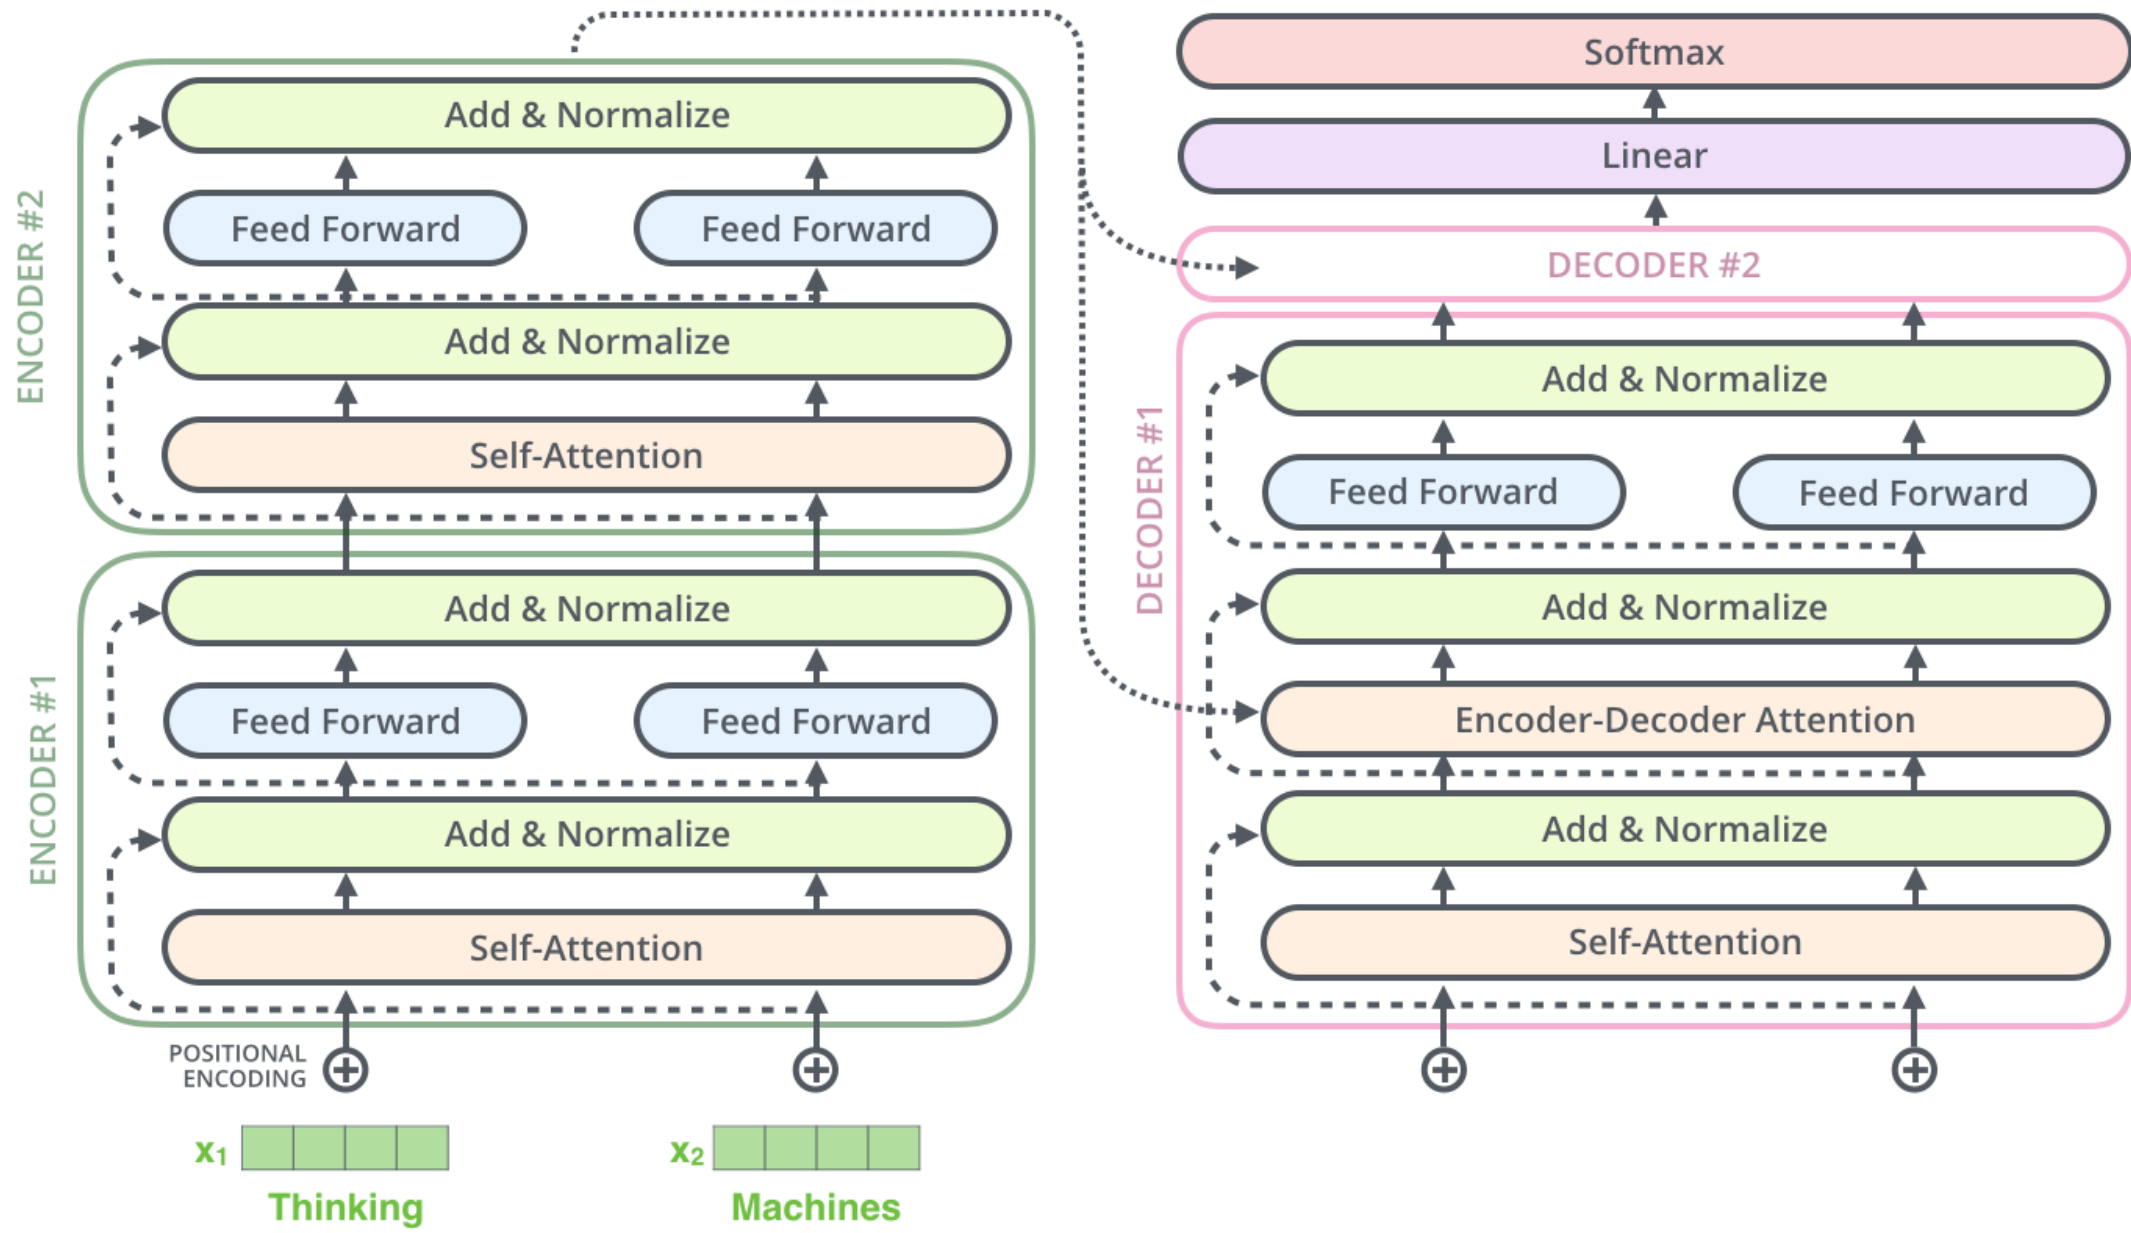 ENCODER #2
Add & Normalize
Feed Forward
Feed Forward
Add & Normalize
Self-Attention
ENCODER #1
Add & Normalize
Feed Forward
Feed Forward
Add & Normalize
Self-Attention
POSITIONAL
ENCODING
x₁
x₂
Thinking
Machines
Softmax
Linear
DECODER #2
DECODER #1
Add & Normalize
Feed Forward
Feed Forward
Add & Normalize
Encoder-Decoder Attention
Add & Normalize
Self-Attention